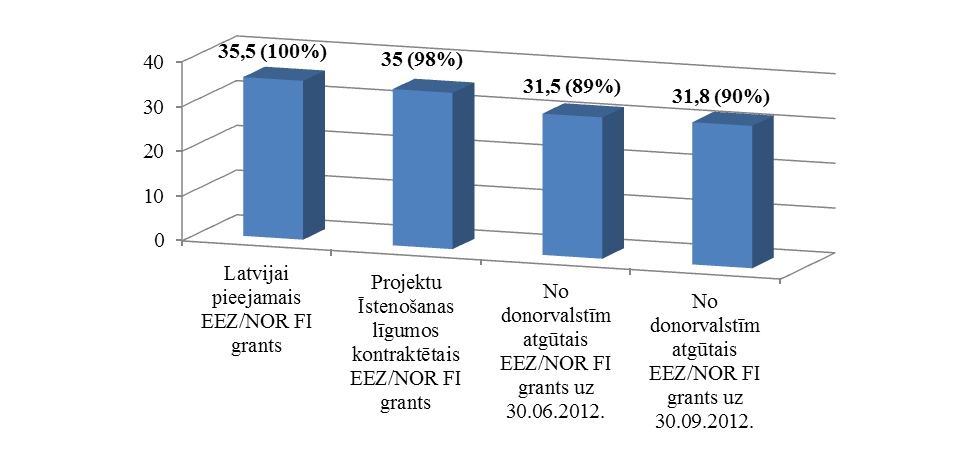 35,5 (100%)
35 (98%)
31,5 (89%)
31,8 (90%)
40
30
20
10
0
Latvijai
pieejamais
EEZ/NOR FI
grants
Projektu
Īstenošanas
līgumos
kontraktētais
EEZ/NOR FI
grants
No
donorvalstīm
atgūtais
EEZ/NOR FI
grants uz
30.06.2012.
No
donorvalstīm
atgūtais
EEZ/NOR FI
grants uz
30.09.2012.